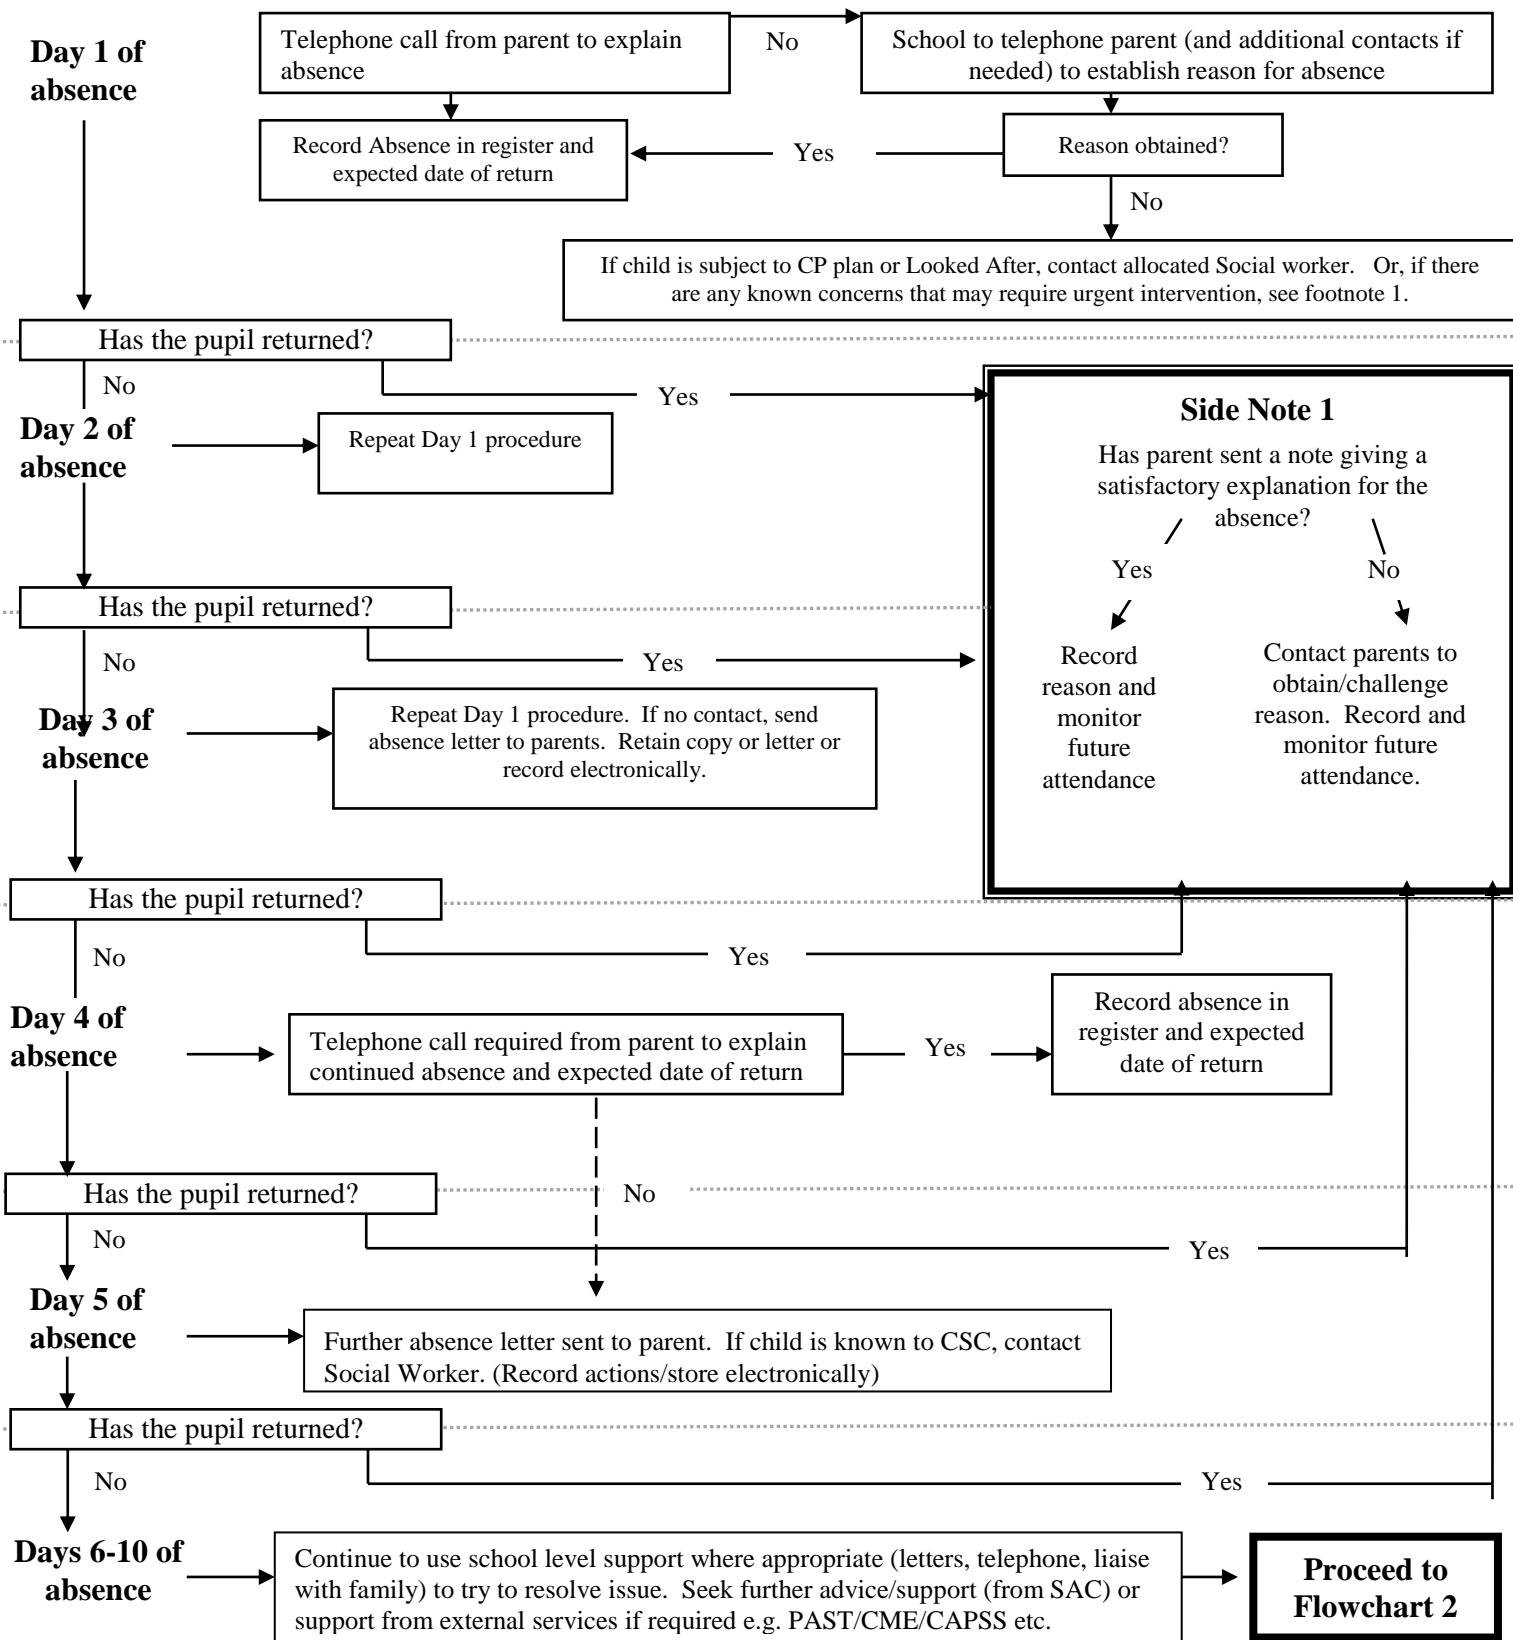 Day 1 of
absence
Telephone call from parent to explain
absence
No
School to telephone parent (and additional contacts if
needed) to establish reason for absence
Record Absence in register and
expected date of return
Yes
Reason obtained?
No
If child is subject to CP plan or Looked After, contact allocated Social worker. Or, if there
are any known concerns that may require urgent intervention, see footnote 1.
Has the pupil returned?
No
Yes
Day 2 of
absence
Repeat Day 1 procedure
Side Note 1
Has parent sent a note giving a
satisfactory explanation for the
absence?
Yes
No
Record
reason and
monitor
future
attendance
Contact parents to
obtain/challenge
reason. Record and
monitor future
attendance.
Has the pupil returned?
No
Yes
Day 3 of
absence
Repeat Day 1 procedure. If no contact, send
absence letter to parents. Retain copy or letter or
record electronically.
Has the pupil returned?
No
Yes
Day 4 of
absence
Telephone call required from parent to explain
continued absence and expected date of return
Yes
Record absence in
register and expected
date of return
Has the pupil returned?
No
No
Yes
Day 5 of
absence
Further absence letter sent to parent. If child is known to CSC, contact
Social Worker. (Record actions/store electronically)
Has the pupil returned?
No
Yes
Days 6-10 of
absence
Continue to use school level support where appropriate (letters, telephone, liaise
with family) to try to resolve issue. Seek further advice/support (from SAC) or
support from external services if required e.g. PAST/CME/CAPSS etc.
Proceed to
Flowchart 2